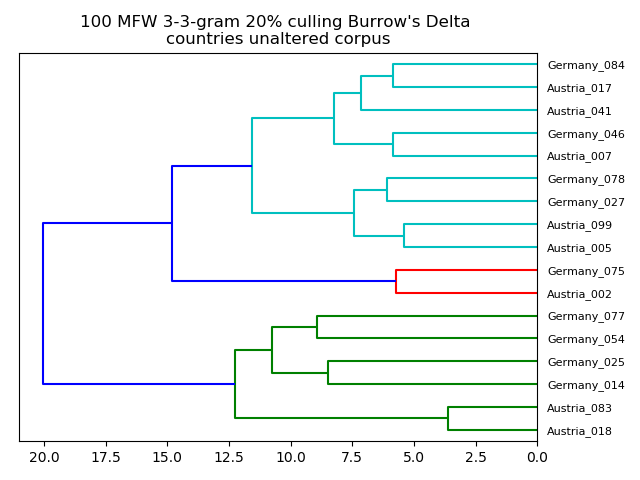 100 MFW 3-3-gram 20% culling Burrow's Delta
countries unaltered corpus
Germany_084
Austria_017
Austria_041
Germany_046
Austria_007
Germany_078
Germany_027
Austria_099
Austria_005
Germany_075
Austria_002
Germany_077
Germany_054
Germany_025
Germany_014
Austria_083
Austria_018
20.0 17.5 15.0 12.5 10.0 7.5 5.0 2.5 0.0